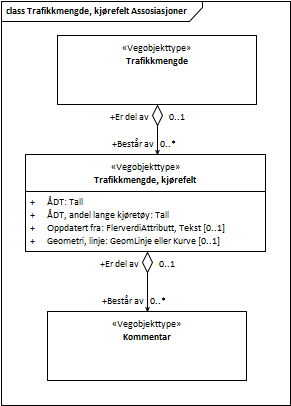 class Trafikkmengde, kjørefelt Assosiasjoner
«Vegobjekttype»
Trafikkmengde
+Er del av 0..1
+Består av 0..*
«Vegobjekttype»
Trafikkmengde, kjørefelt
+ ÅDT: Tall
+ ÅDT, andel lange kjøretøy: Tall
+ Oppdatert fra: FlerverdiAttributt, Tekst [0..1]
+ Geometri, linje: GeomLinje eller Kurve [0..1]
+Er del av 0..1
+Består av 0..*
«Vegobjekttype»
Kommentar